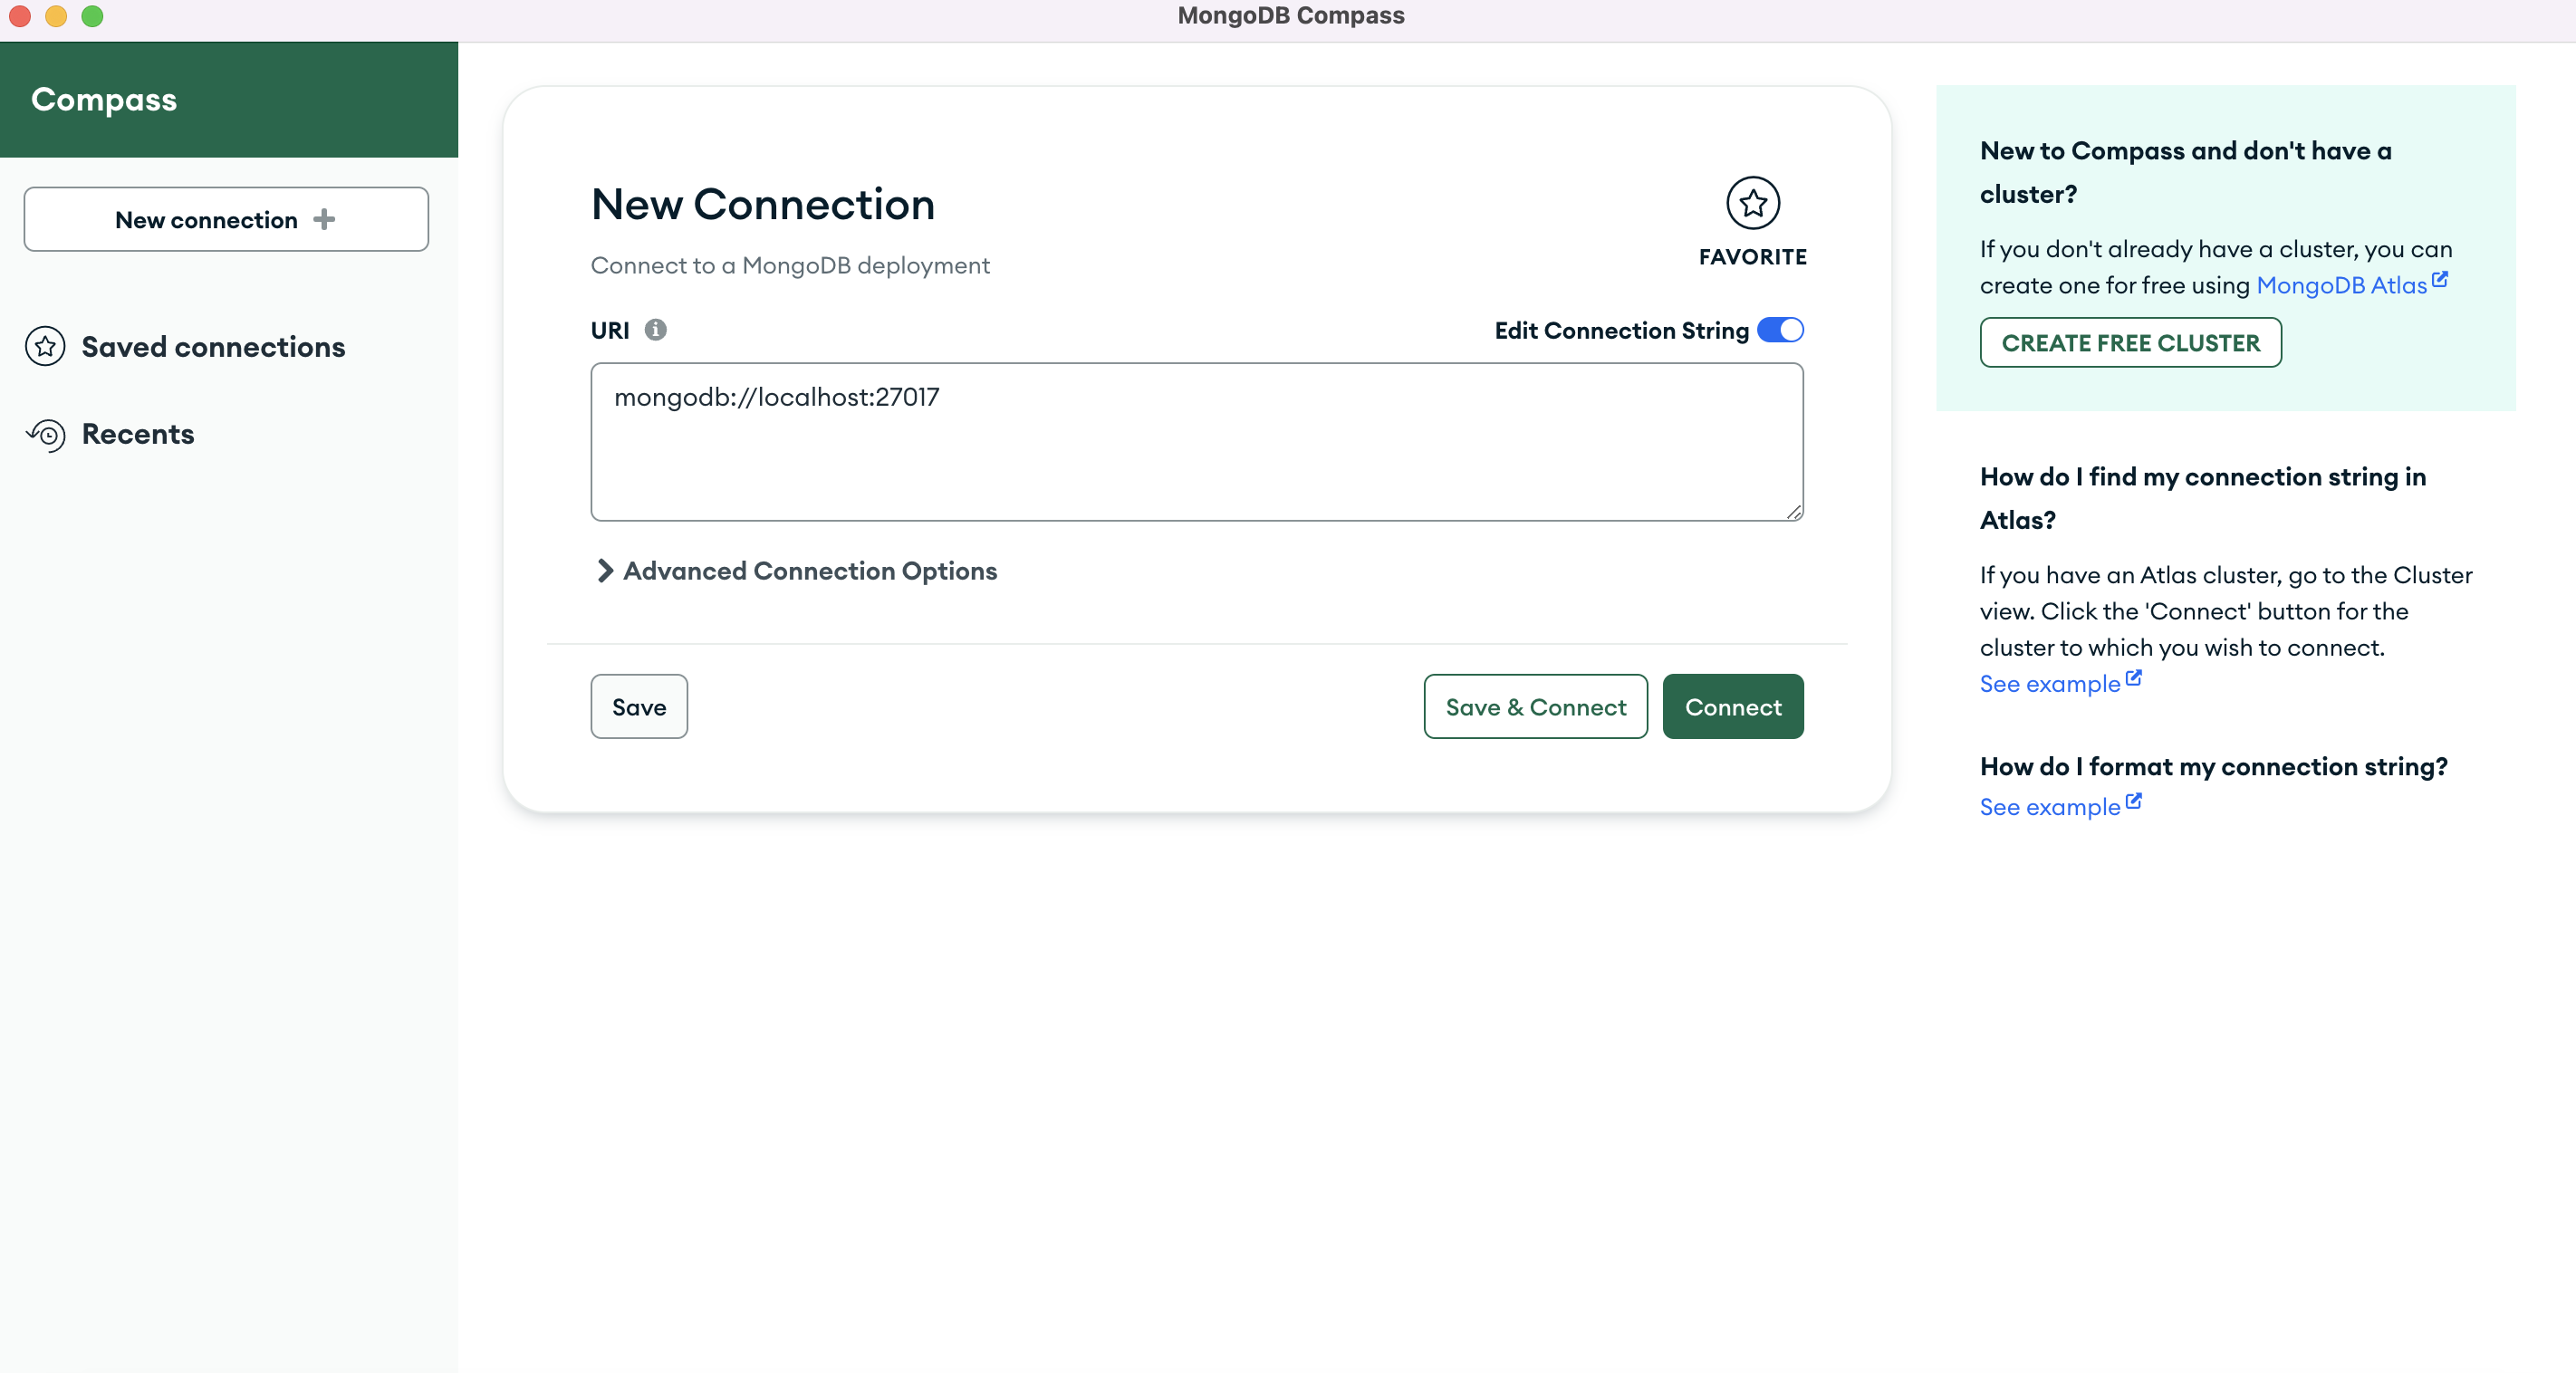 MongoDB Compass
Compass
New connection
Saved connections
Recents
New Connection
Connect to a MongoDB deployment
FAVORITE
URI
Edit Connection String
mongodb://localhost:27017
Advanced Connection Options
Save
Save & Connect
Connect
New to Compass and don't have a
cluster?
If you don't already have a cluster, you can
create one for free using MongoDB Atlas
CREATE FREE CLUSTER
How do I find my connection string in
Atlas?
If you have an Atlas cluster, go to the Cluster
view. Click the 'Connect' button for the
cluster to which you wish to connect.
See example
How do I format my connection string?
See example